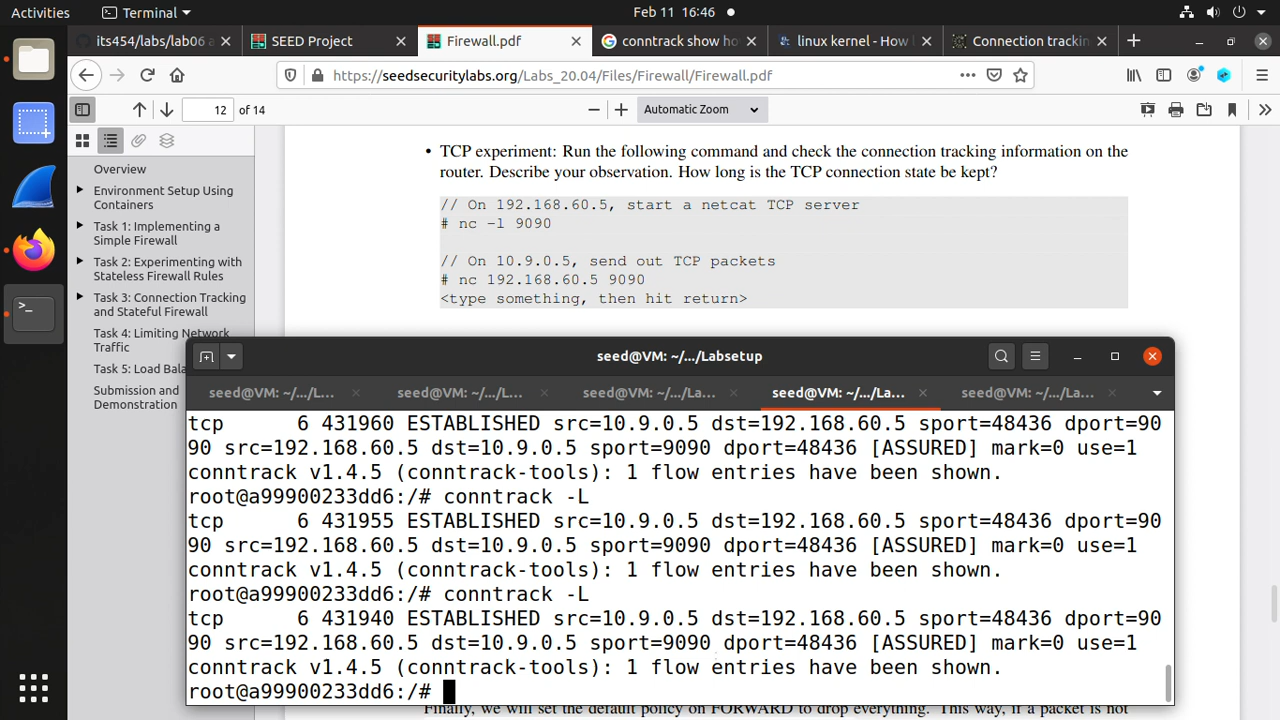 Activities
Terminal
Feb 11 16:46
its454/labs/lab06 a
SEED Project
Firewall.pdf
conntrack show ho
linux kernel - How
Connection trackin
https://seedsecuritylabs.org/Labs_20.04/Files/Firewall/Firewall.pdf
12 of 14
Automatic Zoom
Overview
Environment Setup Using
Containers
Task 1: Implementing a
Simple Firewall
Task 2: Experimenting with
Stateless Firewall Rules
Task 3: Connection Tracking
and Stateful Firewall
Task 4: Limiting Network
Traffic
Task 5: Load Bala
Submission and
Demonstration
• TCP experiment: Run the following command and check the connection tracking information on the
router. Describe your observation. How long is the TCP connection state be kept?
// On 192.168.60.5, start a netcat TCP server
# nc -l 9090
// On 10.9.0.5, send out TCP packets
# nc 192.168.60.5 9090
<type something, then hit return>
seed@VM: ~/.../Labsetup
seed@VM: ~/.../L...
seed@VM: ~/.../L...
seed@VM: ~/.../La...
seed@VM: ~/.../La...
seed@VM: ~/.../La...
tcp      6 431960 ESTABLISHED src=10.9.0.5 dst=192.168.60.5 sport=48436 dport=90
90 src=192.168.60.5 dst=10.9.0.5 sport=9090 dport=48436 [ASSURED] mark=0 use=1
conntrack v1.4.5 (conntrack-tools): 1 flow entries have been shown.
root@a99900233dd6:/# conntrack -L
tcp      6 431955 ESTABLISHED src=10.9.0.5 dst=192.168.60.5 sport=48436 dport=90
90 src=192.168.60.5 dst=10.9.0.5 sport=9090 dport=48436 [ASSURED] mark=0 use=1
conntrack v1.4.5 (conntrack-tools): 1 flow entries have been shown.
root@a99900233dd6:/# conntrack -L
tcp      6 431940 ESTABLISHED src=10.9.0.5 dst=192.168.60.5 sport=48436 dport=90
90 src=192.168.60.5 dst=10.9.0.5 sport=9090 dport=48436 [ASSURED] mark=0 use=1
conntrack v1.4.5 (conntrack-tools): 1 flow entries have been shown.
root@a99900233dd6:/#
Finally, we will set the default policy on FORWARD to drop everything. This way, if a packet is not